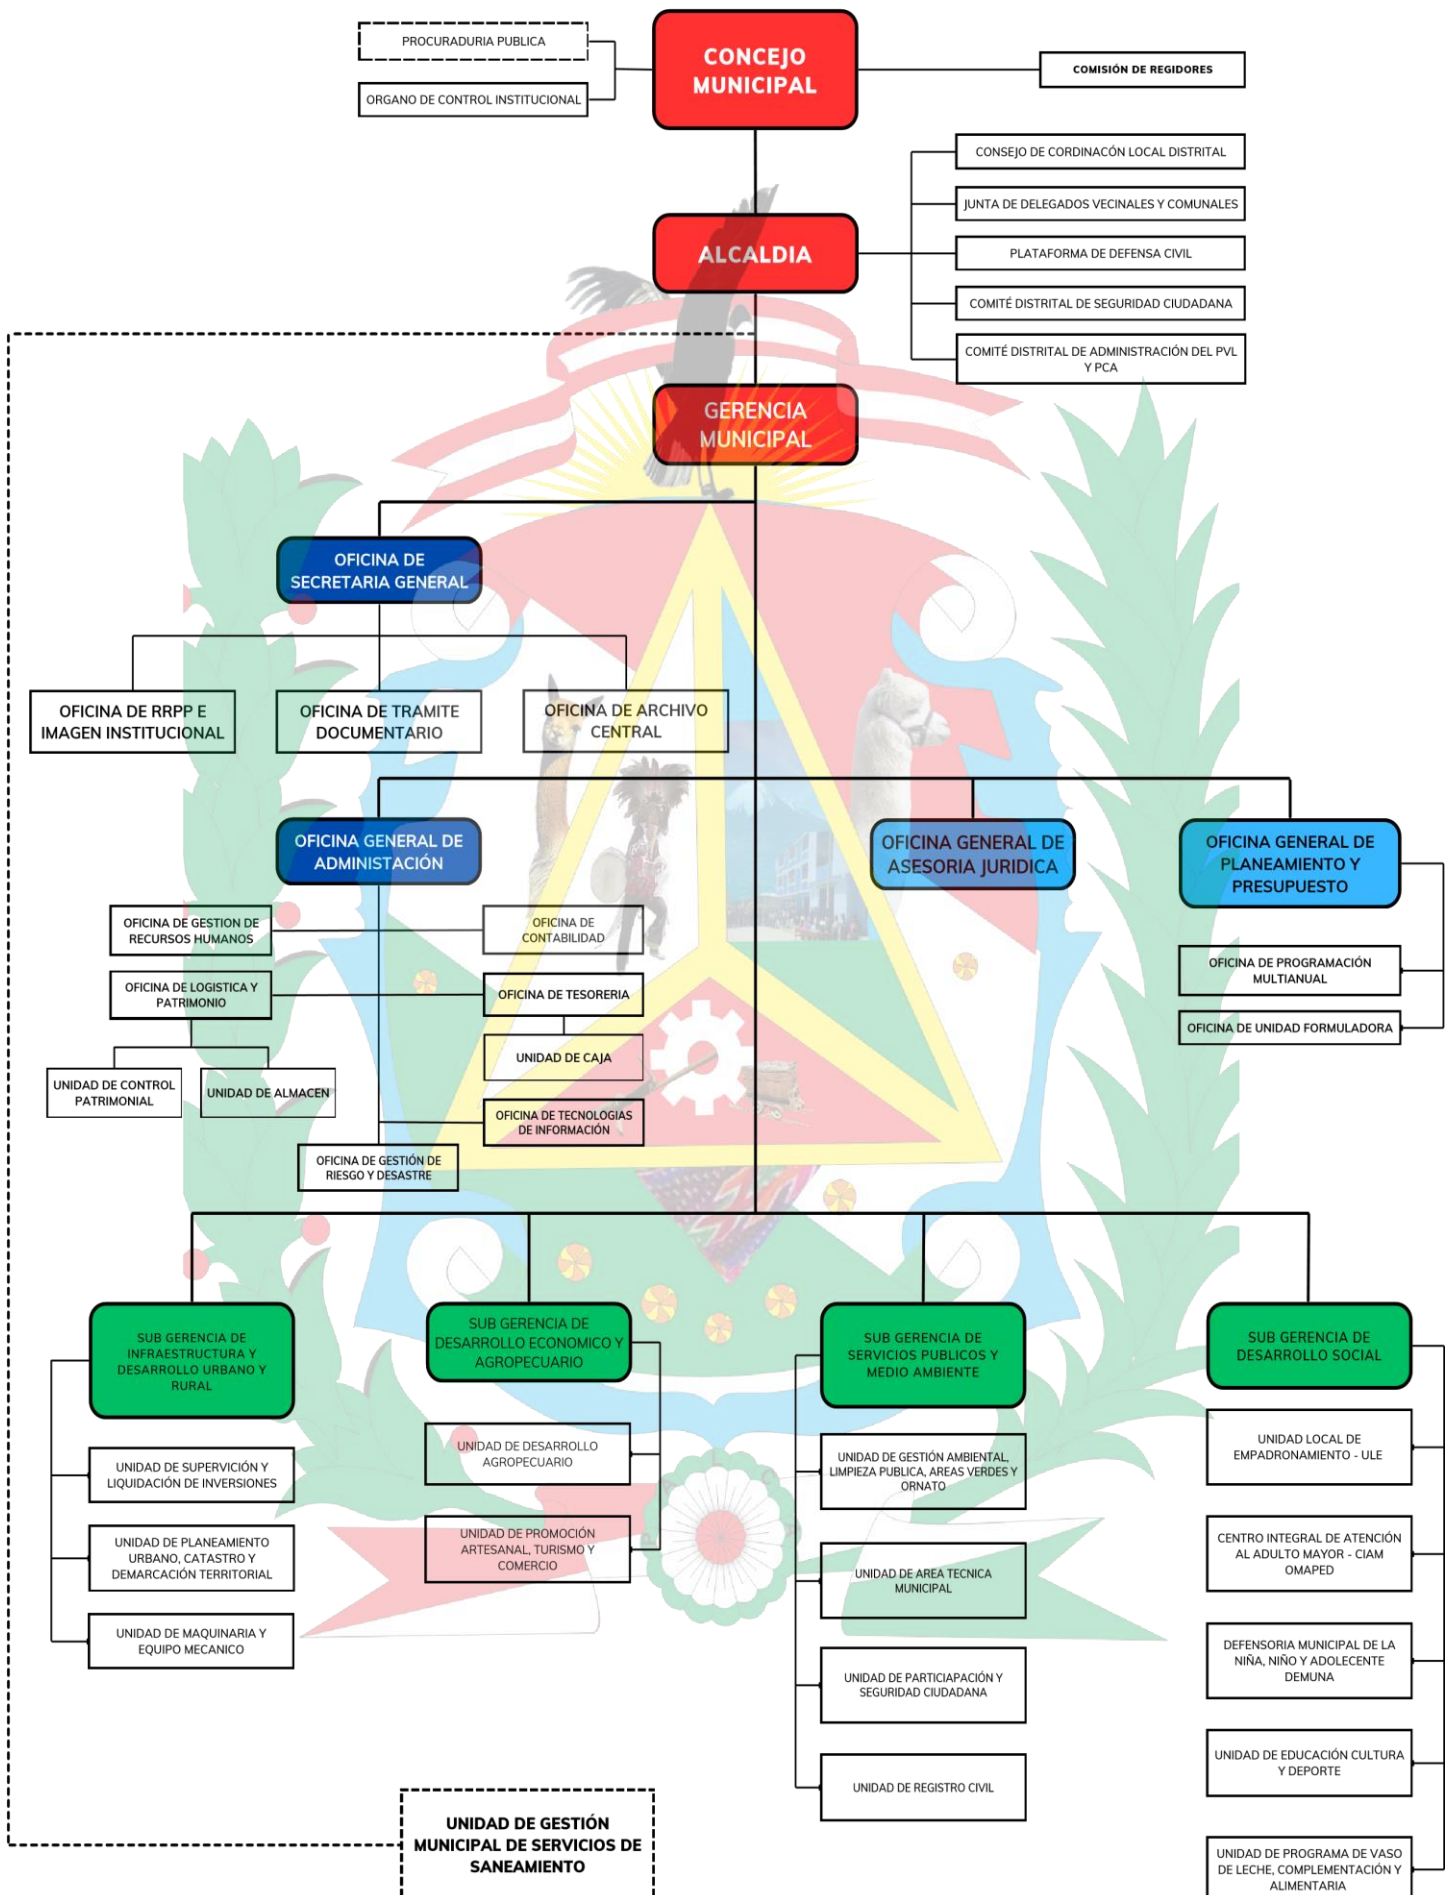 PROCURADURIA PUBLICA
ORGANO DE CONTROL INSTITUCIONAL
CONCEJO
MUNICIPAL
COMISIÓN DE REGIDORES
CONSEJO DE CORDINACÓN LOCAL DISTRITAL
JUNTA DE DELEGADOS VECINALES Y COMUNALES
ALCALDIA
PLATAFORMA DE DEFENSA CIVIL
COMITÉ DISTRITAL DE SEGURIDAD CIUDADANA
COMITÉ DISTRITAL DE ADMINISTRACIÓN DEL PVL
Y PCA
GERENCIA
MUNICIPAL
OFICINA DE
SECRETARIA GENERAL
OFICINA DE RRPP E
IMAGEN INSTITUCIONAL
OFICINA DE TRAMITE
DOCUMENTARIO
OFICINA DE ARCHIVO
CENTRAL
OFICINA GENERAL DE
ADMINISTACIÓN
OFICINA GENERAL DE
ASESORIA JURIDICA
OFICINA GENERAL DE
PLANEAMIENTO Y
PRESUPUESTO
OFICINA DE GESTION DE
RECURSOS HUMANOS
OFICINA DE
CONTABILIDAD
OFICINA DE LOGISTICA Y
PATRIMONIO
OFICINA DE TESORERIA
UNIDAD DE CAJA
UNIDAD DE CONTROL
PATRIMONIAL
UNIDAD DE ALMACEN
OFICINA DE TECNOLOGIAS
DE INFORMACIÓN
OFICINA DE GESTIÓN DE
RIESGO Y DESASTRE
OFICINA DE PROGRAMACIÓN
MULTIANUAL
OFICINA DE UNIDAD FORMULADORA
SUB GERENCIA DE
INFRAESTRUCTURA Y
DESARROLLO URBANO Y
RURAL
UNIDAD DE SUPERVICIÓN Y
LIQUIDACIÓN DE INVERSIONES
UNIDAD DE PLANEAMIENTO
URBANO, CATASTRO Y
DEMARCACIÓN TERRITORIAL
UNIDAD DE MAQUINARIA Y
EQUIPO MECANICO
SUB GERENCIA DE
DESARROLLO ECONOMICO Y
AGROPECUARIO
UNIDAD DE DESARROLLO
AGROPECUARIO
UNIDAD DE PROMOCIÓN
ARTESANAL, TURISMO Y
COMERCIO
SUB GERENCIA DE
SERVICIOS PUBLICOS Y
MEDIO AMBIENTE
UNIDAD DE GESTIÓN AMBIENTAL,
LIMPIEZA PUBLICA, AREAS VERDES Y
ORNATO
UNIDAD DE AREA TECNICA
MUNICIPAL
UNIDAD DE PARTICIAPACIÓN Y
SEGURIDAD CIUDADANA
UNIDAD DE REGISTRO CIVIL
SUB GERENCIA DE
DESARROLLO SOCIAL
UNIDAD LOCAL DE
EMPADRONAMIENTO - ULE
CENTRO INTEGRAL DE ATENCIÓN
AL ADULTO MAYOR - CIAM
OMAPED
DEFENSORIA MUNICIPAL DE LA
NIÑA, NIÑO Y ADOLECENTE
DEMUNA
UNIDAD DE EDUCACIÓN CULTURA
Y DEPORTE
UNIDAD DE PROGRAMA DE VASO
DE LECHE, COMPLEMENTACIÓN Y
ALIMENTARIA
UNIDAD DE GESTIÓN
MUNICIPAL DE SERVICIOS DE
SANEAMIENTO